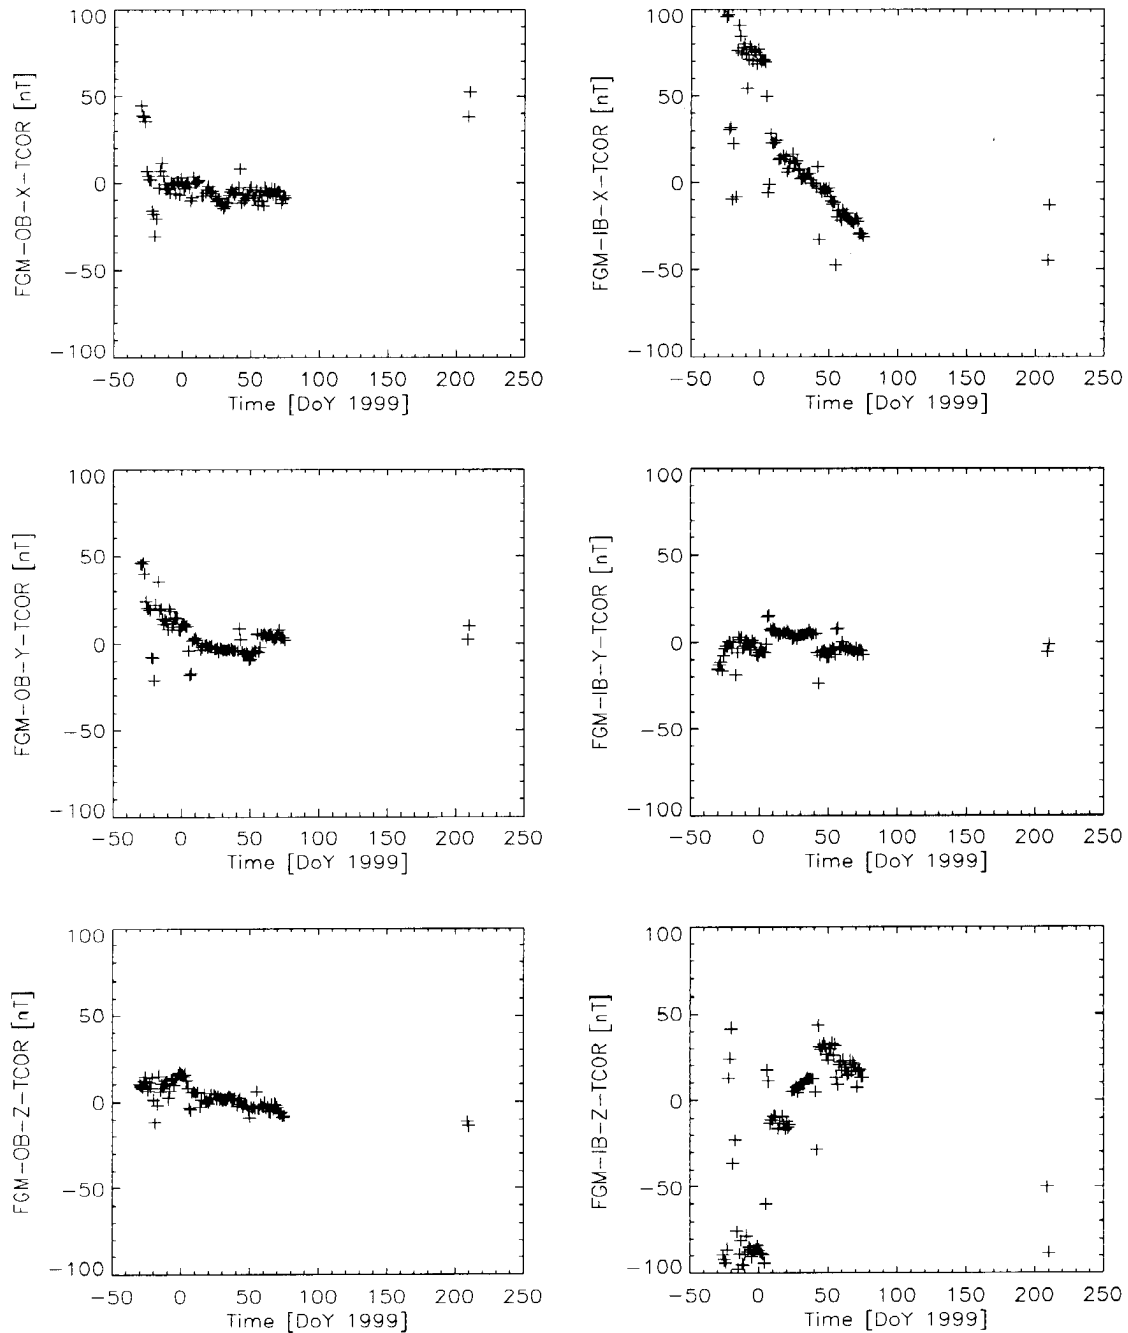 FGM-OB-X-TCOR [nT]
100
50
0
-50
-100
-50 0 50 100 150 200 250
Time [DoY 1999]
FGM-IB-X-TCOR [nT]
100
50
0
-50
-100
-50 0 50 100 150 200 250
Time [DoY 1999]
FGM-OB-Y-TCOR [nT]
100
50
0
-50
-100
-50 0 50 100 150 200 250
Time [DoY 1999]
FGM-IB-Y-TCOR [nT]
100
50
0
-50
-100
-50 0 50 100 150 200 250
Time [DoY 1999]
FGM-OB-Z-TCOR [nT]
100
50
0
-50
-100
-50 0 50 100 150 200 250
Time [DoY 1999]
FGM-IB-Z-TCOR [nT]
100
50
0
-50
-100
-50 0 50 100 150 200 250
Time [DoY 1999]